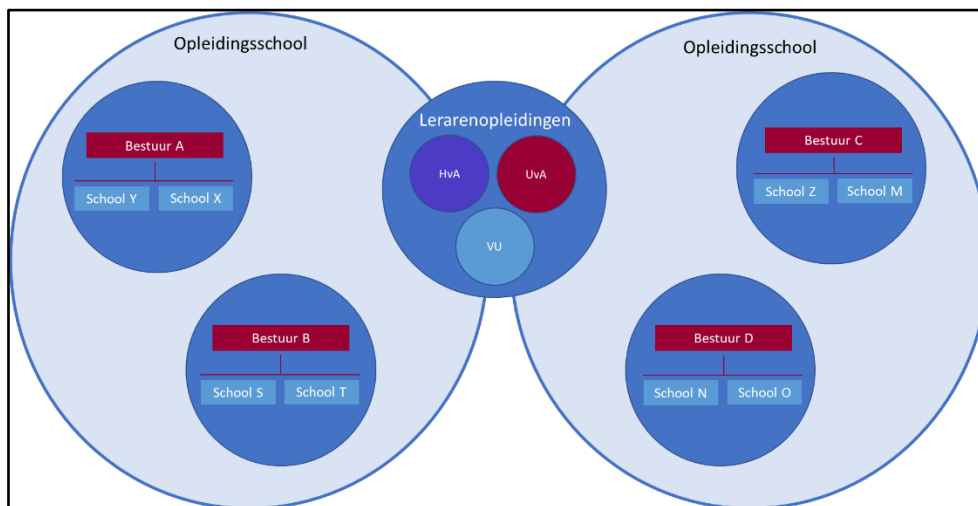 Opleidingsschool
Bestuur A
School Y
School X
Bestuur B
School S
School T
Lerarenopleidingen
HvA
UvA
VU
Opleidingsschool
Bestuur C
School Z
School M
Bestuur D
School N
School O